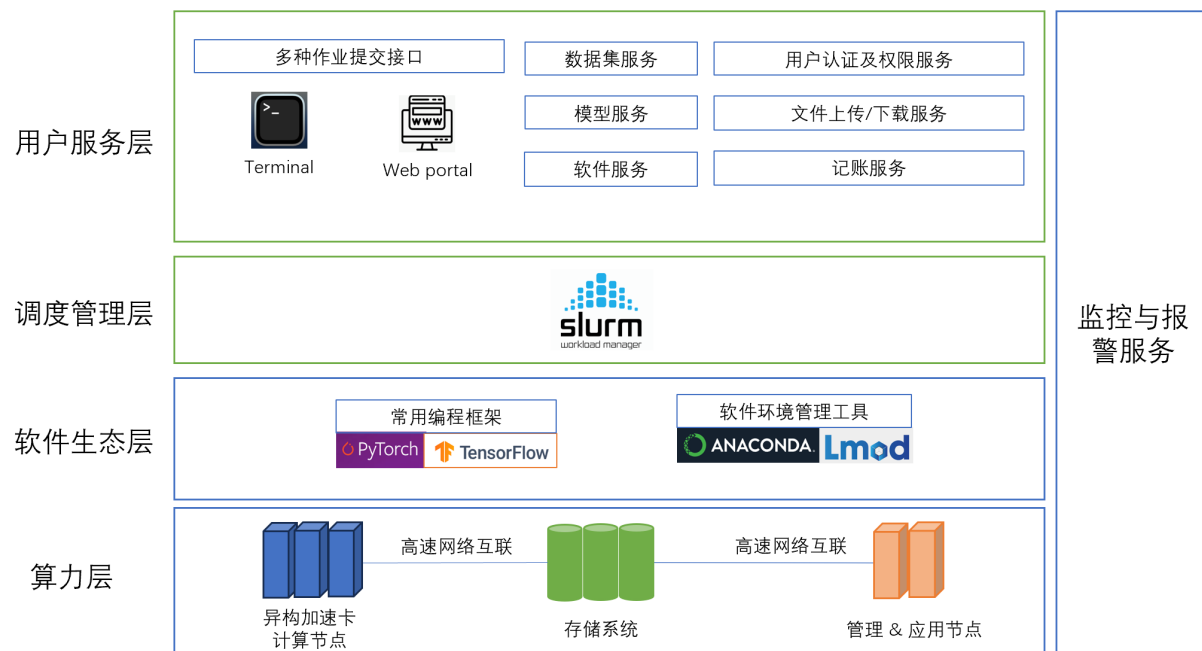 用户服务层
多种作业提交接口
>_
Terminal
WWW
Web portal
数据集服务
模型服务
软件服务
用户认证及权限服务
文件上传/下载服务
记账服务
调度管理层
slurm
workload manager
软件生态层
常用编程框架
PyTorch
TensorFlow
软件环境管理工具
ANACONDA.
Lmod
算力层
异构加速卡
计算节点
高速网络互联
存储系统
高速网络互联
管理 & 应用节点
监控与报
警服务